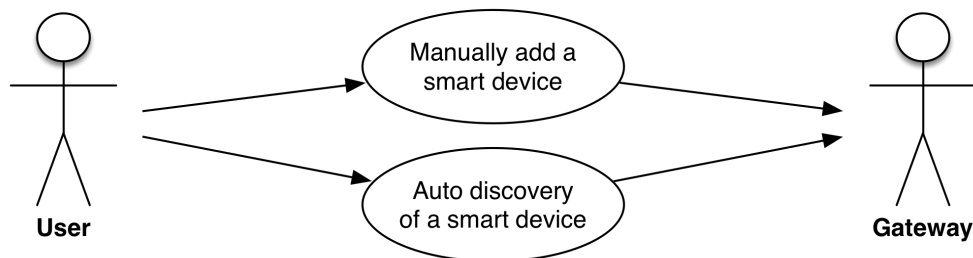 Manually add a
smart device
Auto discovery
of a smart device
User
Gateway